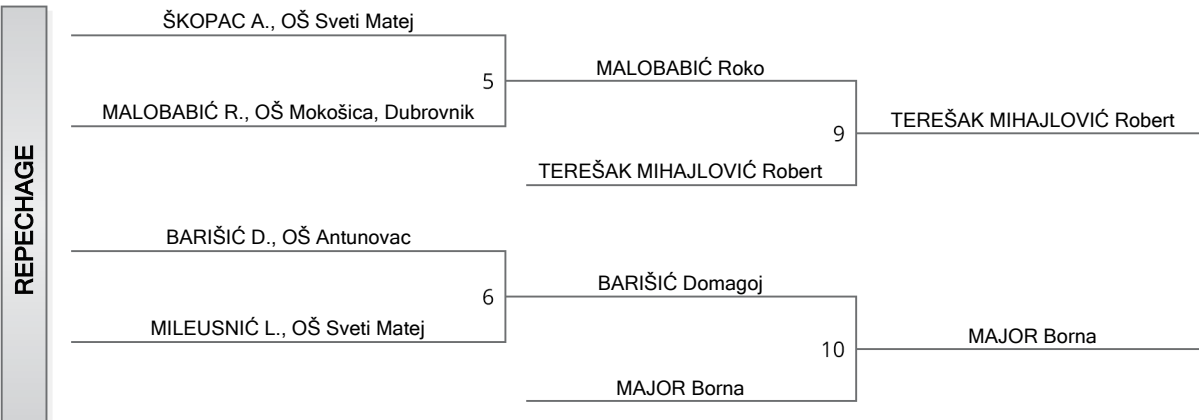 REPECHAGE
ŠKOPAC A., OŠ Sveti Matej
5
MALOBABIĆ Roko
MALOBABIĆ R., OŠ Mokošica, Dubrovnik
9
TEREŠAK MIHAJLOVIĆ Robert
TEREŠAK MIHAJLOVIĆ Robert
BARIŠIĆ D., OŠ Antunovac
6
BARIŠIĆ Domagoj
MILEUSNIĆ L., OŠ Sveti Matej
10
MAJOR Borna
MAJOR Borna